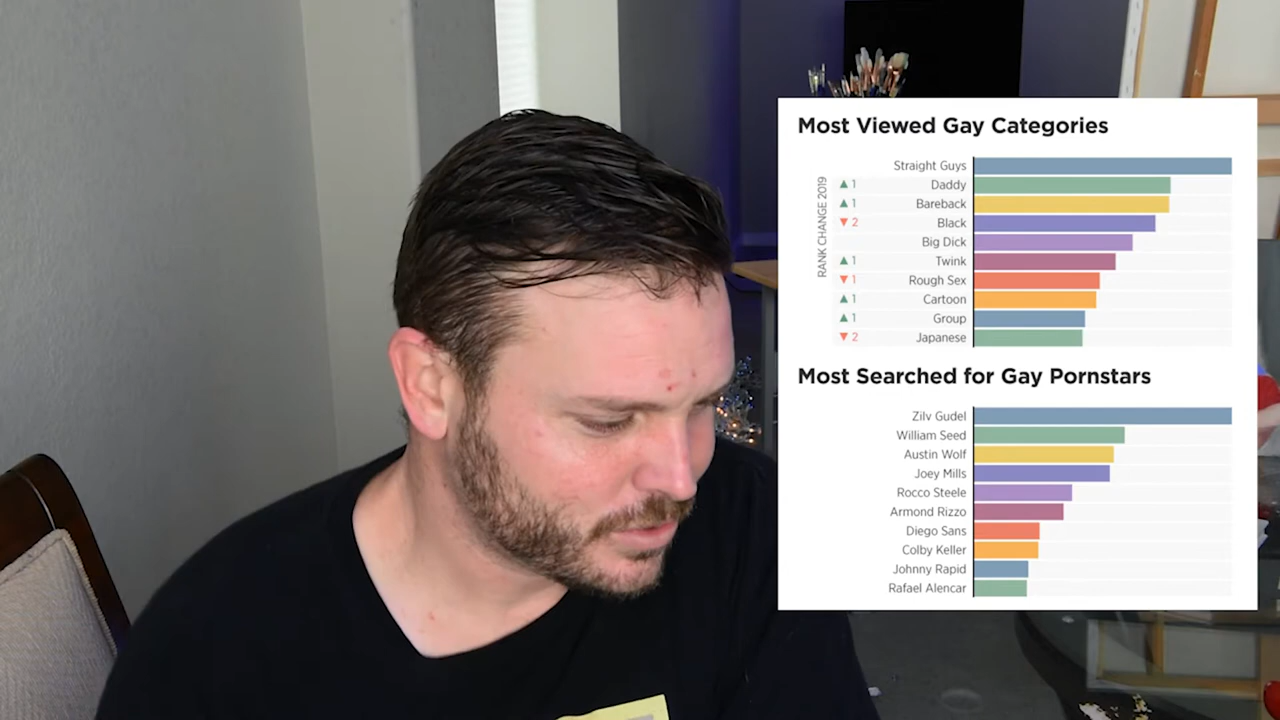 Most Viewed Gay Categories
RANK CHANGE 2019
Straight Guys
▲ 1 Daddy
▲ 1 Bareback
▼ 2 Black
Big Dick
▲ 1 Twink
▼ 1 Rough Sex
▲ 1 Cartoon
▲ 1 Group
▼ 2 Japanese
Most Searched for Gay Pornstars
Zilv Gudel
William Seed
Austin Wolf
Joey Mills
Rocco Steele
Armond Rizzo
Diego Sans
Colby Keller
Johnny Rapid
Rafael Alencar